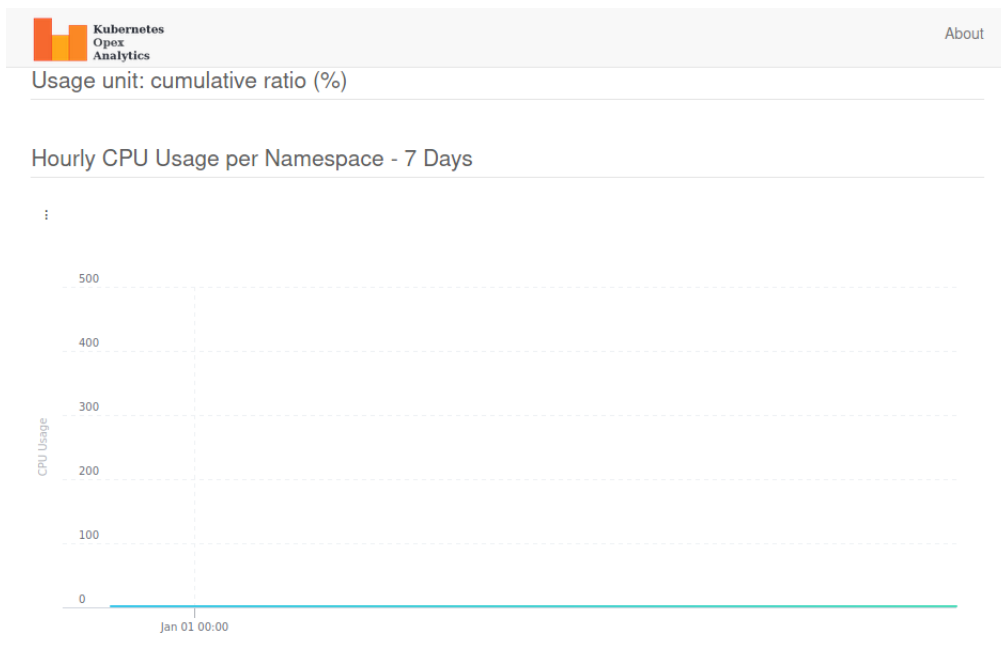 Kubernetes
Opex
Analytics
About
Usage unit: cumulative ratio (%)
Hourly CPU Usage per Namespace - 7 Days
500
400
300
200
100
0
CPU Usage
Jan 01 00:00